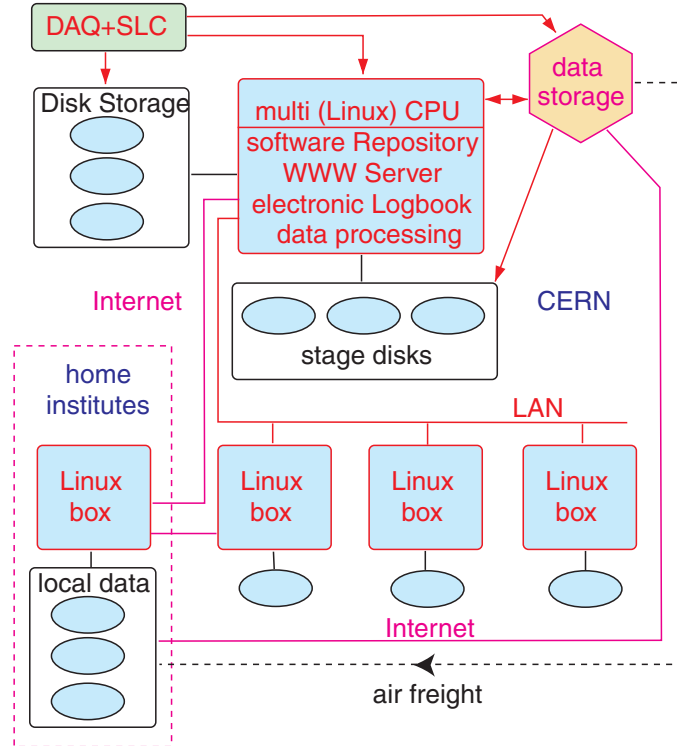 DAQ+SLC
data
storage
Disk Storage
multi (Linux) CPU
software Repository
WWW Server
electronic Logbook
data processing
Internet
CERN
stage disks
home
institutes
LAN
Linux
box
Linux
box
Linux
box
Linux
box
local data
Internet
air freight